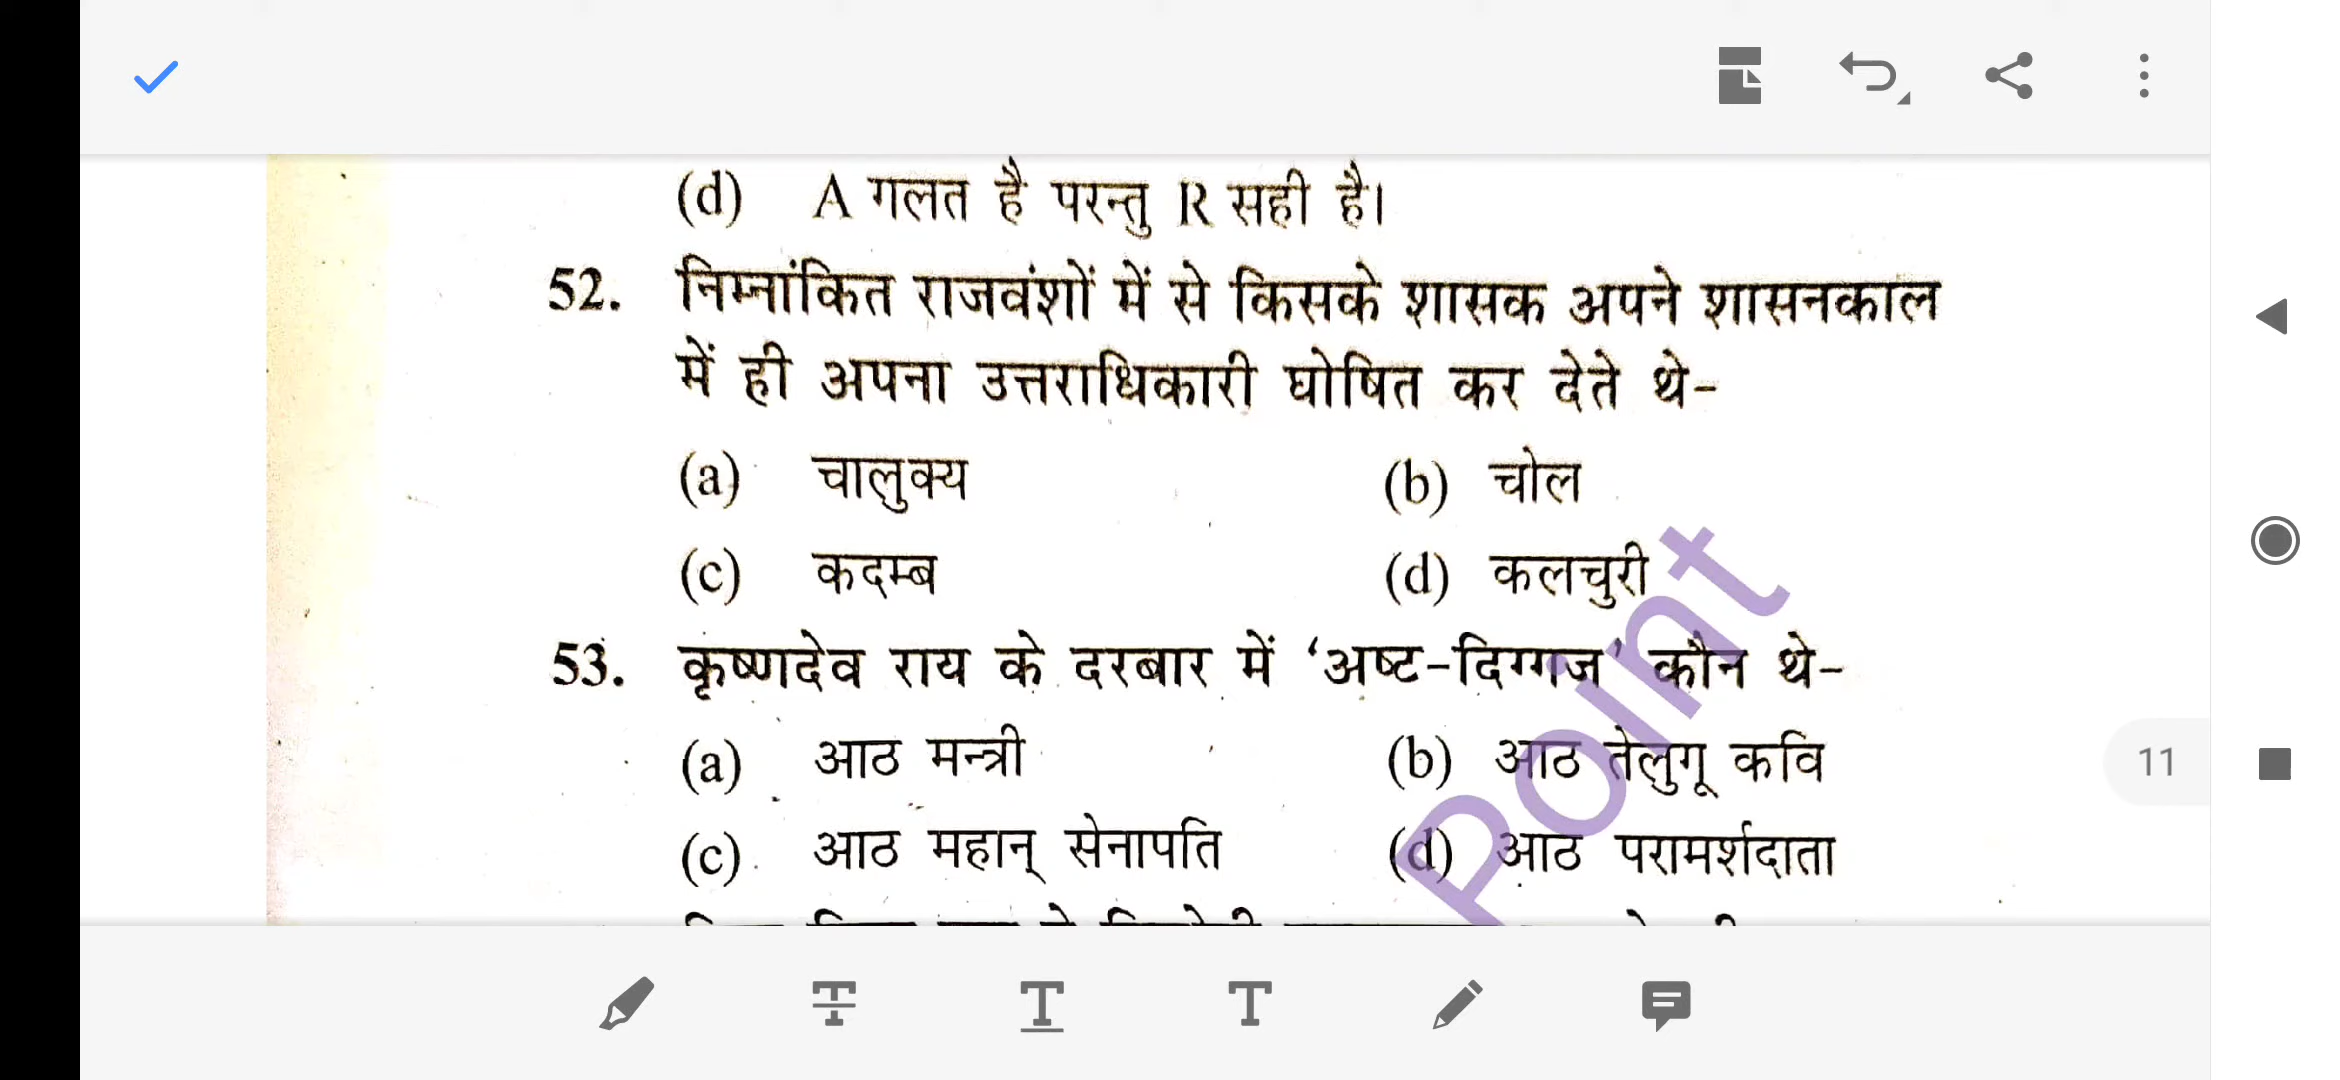 (d) A गलत है परन्तु R सही है।
52. निम्नांकित राजवंशों में से किसके शासक अपने शासनकाल
में ही अपना उत्तराधिकारी घोषित कर देते थे-
(a) चालुक्य (b) चोल
(c) कदम्ब (d) कलचुरी
53. कृष्णदेव राय के दरबार में ‘अष्ट-दिग्गज’ कौन थे-
(a) आठ मन्त्री (b) आठ तेलुगू कवि
(c) आठ महान् सेनापति (d) आठ परामर्शदाता
Point
11